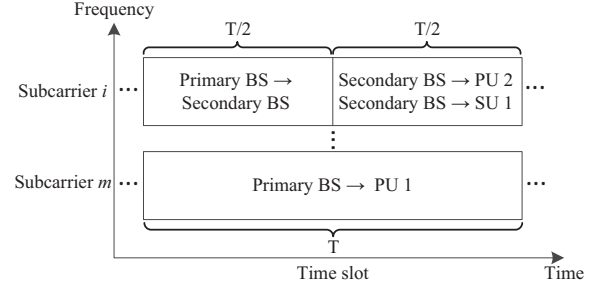 Frequency
T/2 T/2
Subcarrier i ... Primary BS → Secondary BS Secondary BS → PU 2 ...
Secondary BS → SU 1
...
Subcarrier m ... Primary BS → PU 1 ...
T
Time slot Time